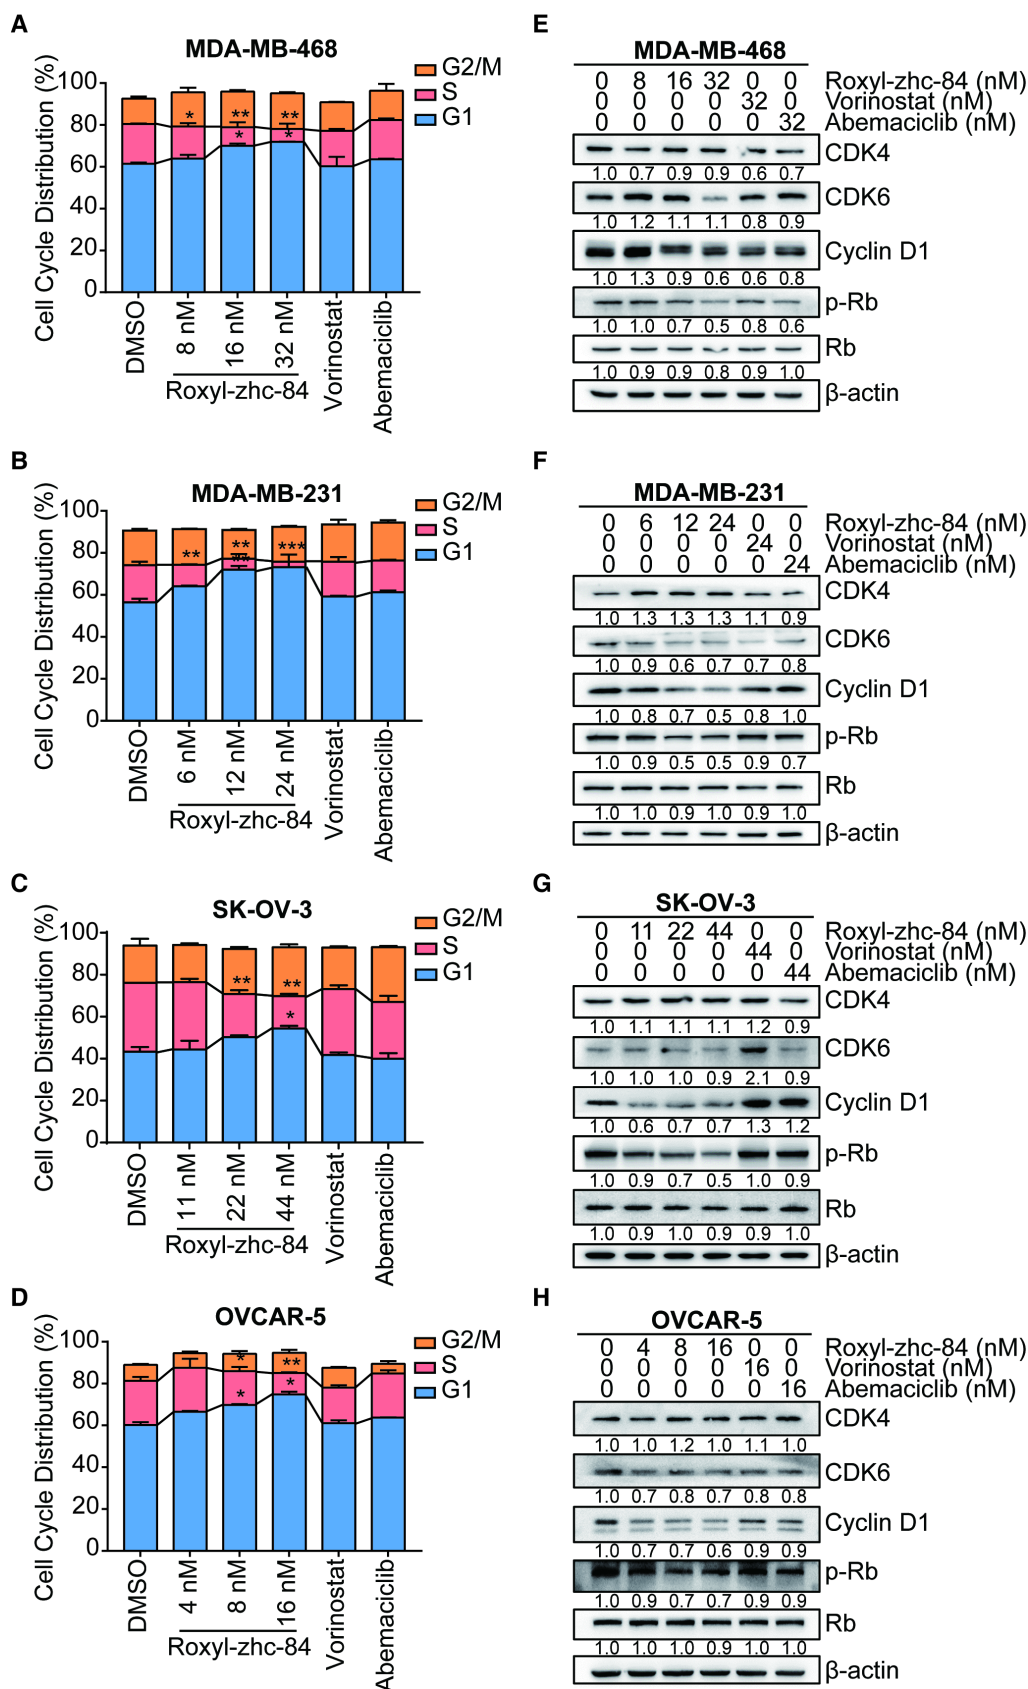 A
MDA-MB-468
Cell Cycle Distribution (%)
100
80
60
40
20
0
* ** **
* *
G2/M
S
G1
DMSO
8 nM
16 nM
32 nM
Vorinostat
Abemaciclib
Roxyl-zhc-84
B
MDA-MB-231
Cell Cycle Distribution (%)
100
80
60
40
20
0
** ** ***
**
G2/M
S
G1
DMSO
6 nM
12 nM
24 nM
Vorinostat
Abemaciclib
Roxyl-zhc-84
C
SK-OV-3
Cell Cycle Distribution (%)
100
80
60
40
20
0
** **
*
G2/M
S
G1
DMSO
11 nM
22 nM
44 nM
Vorinostat
Abemaciclib
Roxyl-zhc-84
D
OVCAR-5
Cell Cycle Distribution (%)
100
80
60
40
20
0
* **
* *
G2/M
S
G1
DMSO
4 nM
8 nM
16 nM
Vorinostat
Abemaciclib
Roxyl-zhc-84
E
MDA-MB-468
0 8 16 32 0 0 Roxyl-zhc-84 (nM)
0 0 0 0 32 0 Vorinostat (nM)
0 0 0 0 0 32 Abemaciclib (nM)
CDK4
1.0 0.7 0.9 0.9 0.6 0.7
CDK6
1.0 1.2 1.1 1.1 0.8 0.9
Cyclin D1
1.0 1.3 0.9 0.6 0.6 0.8
p-Rb
1.0 1.0 0.7 0.5 0.8 0.6
Rb
1.0 0.9 0.9 0.8 0.9 1.0
β-actin
F
MDA-MB-231
0 6 12 24 0 0 Roxyl-zhc-84 (nM)
0 0 0 0 24 0 Vorinostat (nM)
0 0 0 0 0 24 Abemaciclib (nM)
CDK4
1.0 1.3 1.3 1.3 1.1 0.9
CDK6
1.0 0.9 0.6 0.7 0.7 0.8
Cyclin D1
1.0 0.8 0.7 0.5 0.8 1.0
p-Rb
1.0 0.9 0.5 0.5 0.9 0.7
Rb
1.0 1.0 0.9 1.0 0.9 1.0
β-actin
G
SK-OV-3
0 11 22 44 0 0 Roxyl-zhc-84 (nM)
0 0 0 0 44 0 Vorinostat (nM)
0 0 0 0 0 44 Abemaciclib (nM)
CDK4
1.0 1.1 1.1 1.1 1.2 0.9
CDK6
1.0 1.0 1.0 0.9 2.1 0.9
Cyclin D1
1.0 0.6 0.7 0.7 1.3 1.2
p-Rb
1.0 0.9 0.7 0.5 1.0 0.9
Rb
1.0 0.9 1.0 0.9 0.9 1.0
β-actin
H
OVCAR-5
0 4 8 16 0 0 Roxyl-zhc-84 (nM)
0 0 0 0 16 0 Vorinostat (nM)
0 0 0 0 0 16 Abemaciclib (nM)
CDK4
1.0 1.0 1.2 1.0 1.1 1.0
CDK6
1.0 0.7 0.8 0.7 0.8 0.8
Cyclin D1
1.0 0.7 0.7 0.6 0.9 0.9
p-Rb
1.0 0.9 0.7 0.7 0.9 0.9
Rb
1.0 1.0 1.0 0.9 1.0 1.0
β-actin